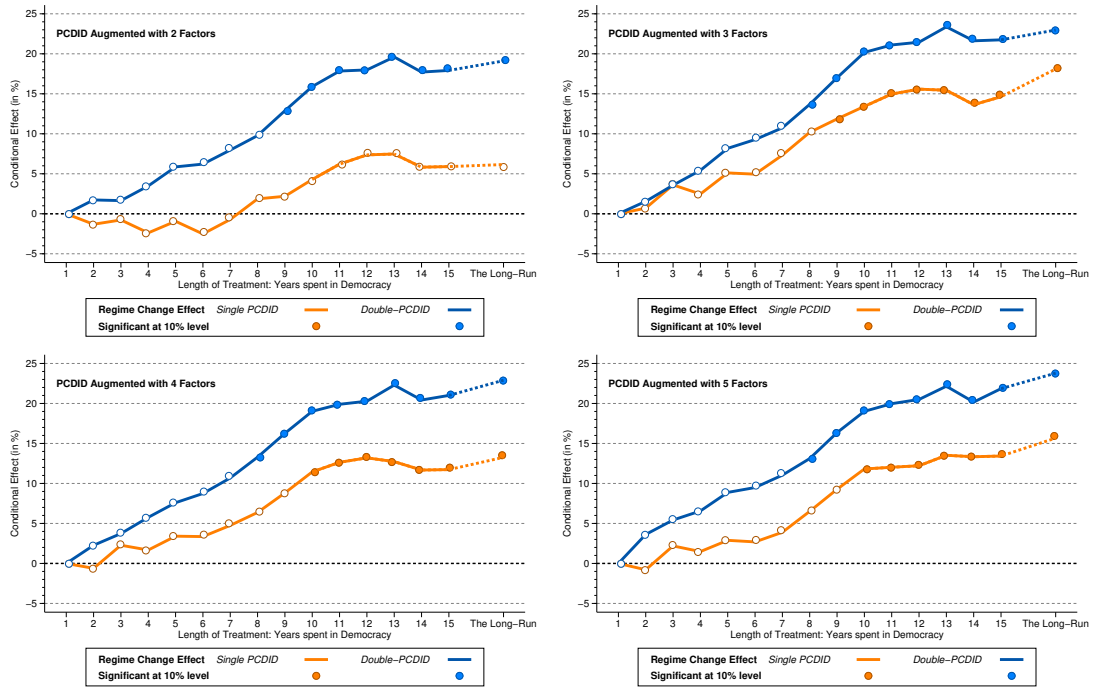 PCDID Augmented with 2 Factors
Conditional Effect (in %)
25
20
15
10
5
0
−5
1 2 3 4 5 6 7 8 9 10 11 12 13 14 15 The Long−Run
Length of Treatment: Years spent in Democracy
Regime Change Effect Single PCDID Double−PCDID
Significant at 10% level
PCDID Augmented with 3 Factors
Conditional Effect (in %)
25
20
15
10
5
0
−5
1 2 3 4 5 6 7 8 9 10 11 12 13 14 15 The Long−Run
Length of Treatment: Years spent in Democracy
Regime Change Effect Single PCDID Double−PCDID
Significant at 10% level
PCDID Augmented with 4 Factors
Conditional Effect (in %)
25
20
15
10
5
0
−5
1 2 3 4 5 6 7 8 9 10 11 12 13 14 15 The Long−Run
Length of Treatment: Years spent in Democracy
Regime Change Effect Single PCDID Double−PCDID
Significant at 10% level
PCDID Augmented with 5 Factors
Conditional Effect (in %)
25
20
15
10
5
0
−5
1 2 3 4 5 6 7 8 9 10 11 12 13 14 15 The Long−Run
Length of Treatment: Years spent in Democracy
Regime Change Effect Single PCDID Double−PCDID
Significant at 10% level